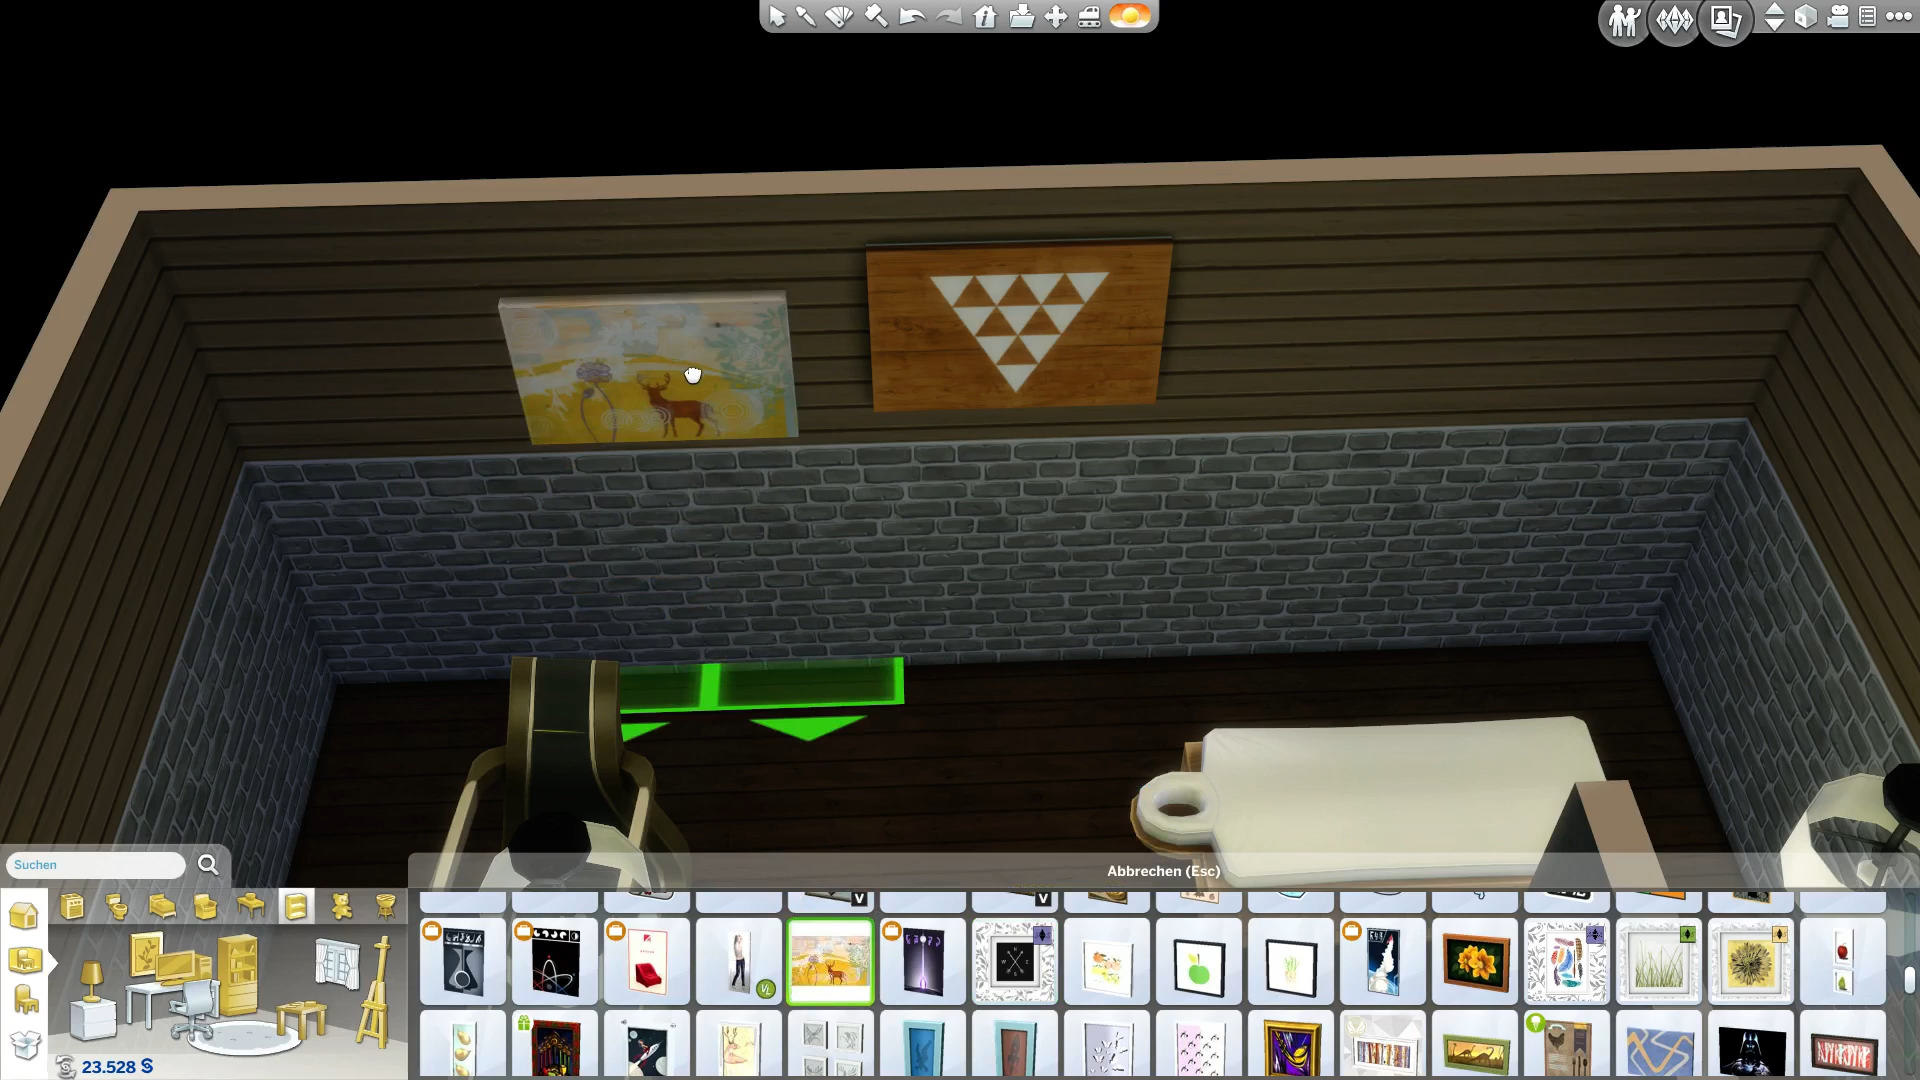 Suchen
Abbrechen (Esc)
V
V
23.528 S